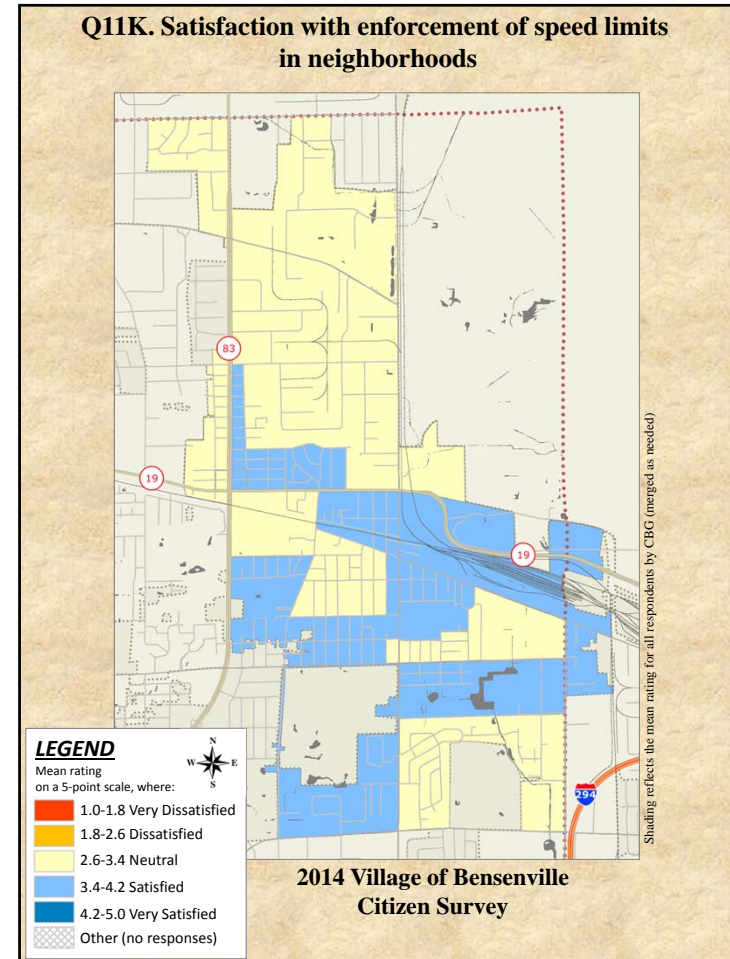 Q11K. Satisfaction with enforcement of speed limits
in neighborhoods
83
19
19
294
Shading reflects the mean rating for all respondents by CBG (merged as needed)
LEGEND
Mean rating
on a 5-point scale, where:
N
W
E
S
1.0-1.8 Very Dissatisfied
1.8-2.6 Dissatisfied
2.6-3.4 Neutral
3.4-4.2 Satisfied
4.2-5.0 Very Satisfied
Other (no responses)
2014 Village of Bensenville
Citizen Survey